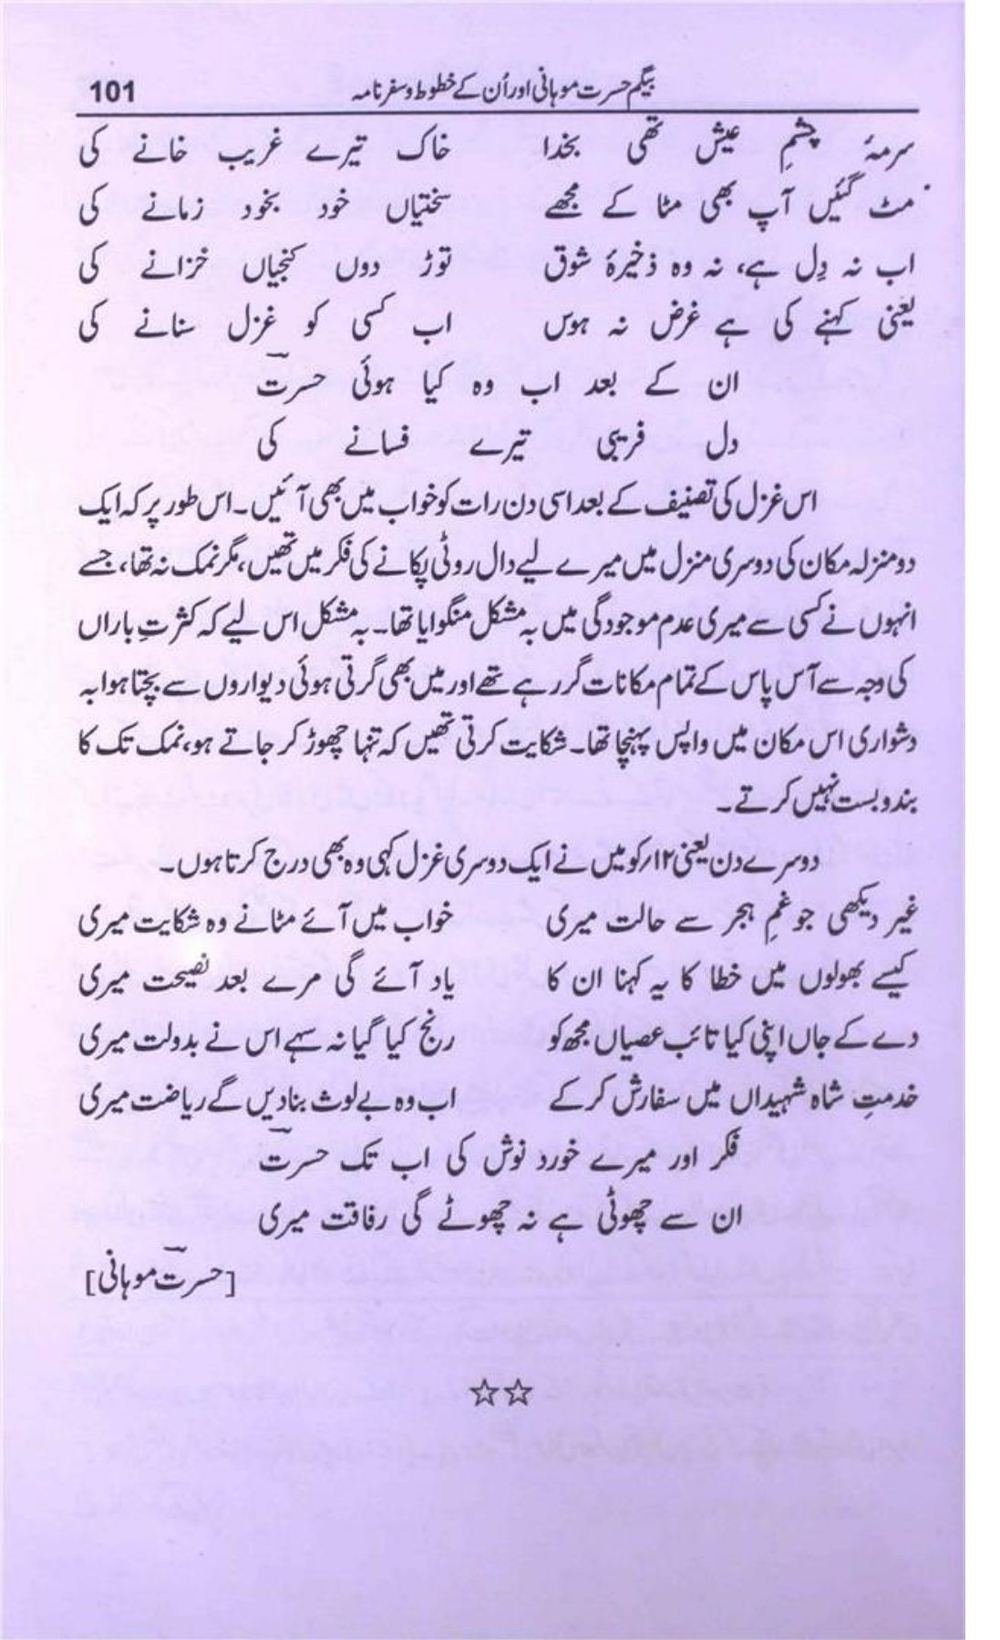 101 بیگم حسرت موہانی اور اُن کے خطوط و سفرنامہ
سرمۂ چشمِ عیش تھی بخدا خاک تیرے غریب خانے کی
مٹ گئیں آپ بھی مٹا کے مجھے سختیاں خود بخود زمانے کی
اب نہ دِل ہے، نہ وہ ذخیرۂ شوق توڑ دوں کنجیاں خزانے کی
یعنی کہنے کی ہے غرض نہ ہوس اب کسی کو غزل سنانے کی
ان کے بعد اب وہ کیا ہوئی حسرتؔ
دل فریبی تیرے فسانے کی
اس غزل کی تصنیف کے بعد اسی دن رات کو خواب میں بھی آئیں۔ اس طور پر کہ ایک
دو منزلہ مکان کی دوسری منزل میں میرے لیے دال روٹی پکانے کی فکر میں تھیں، مگر نمک نہ تھا، جسے
انہوں نے کسی سے میری عدم موجودگی میں بہ مشکل منگوایا تھا۔ بہ مشکل اس لیے کہ کثرتِ باراں
کی وجہ سے آس پاس کے تمام مکانات گر رہے تھے اور میں بھی گرتی ہوئی دیواروں سے بچتا ہوا بہ
دشواری اس مکان میں واپس پہنچا تھا۔ شکایت کرتی تھیں کہ تنہا چھوڑ کر جاتے ہو، نمک تک کا
بندوبست نہیں کرتے۔
دوسرے دن یعنی ۱۲؍ کو میں نے ایک دوسری غزل کہی وہ بھی درج کرتا ہوں۔
غیر دیکھی جو غمِ ہجر سے حالت میری خواب میں آئے مٹانے وہ شکایت میری
کیسے بھولوں میں خطا کا یہ کہنا ان کا یاد آئے گی مرے بعد نصیحت میری
دے کے جاں اپنی کیا تائب عصیاں مجھ کو رنج کیا گیا نہ سہے اس نے بدولت میری
خدمتِ شاہ شہیداں میں سفارش کر کے اب وہ بے لوث بنا دیں گے ریاضت میری
فکر اور میرے خورد نوش کی اب تک حسرتؔ
ان سے چھوٹی ہے نہ چھوٹے گی رفاقت میری
[حسرتؔ موہانی]
☆☆